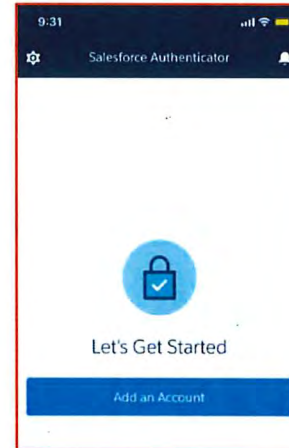 9:31
Salesforce Authenticator
Let's Get Started
Add an Account